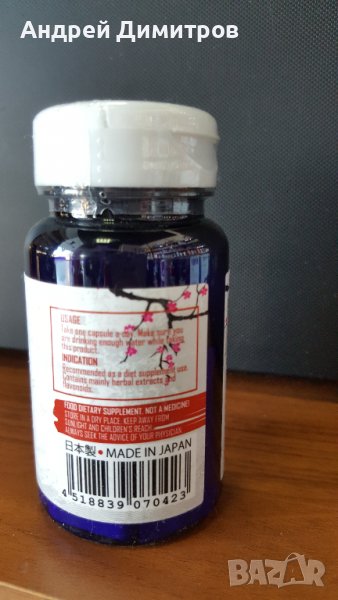 Андрей Димитров
USAGE
Take one capsule a day. Make sure you
are drinking enough water while taking
this product.
INDICATION
Recommended as a diet supplement use.
Contains mainly herbal extracts and
flavonoids.
FOOD DIETARY SUPPLEMENT. NOT A MEDICINE!
STORE IN A DRY PLACE. KEEP AWAY FROM
SUNLIGHT AND CHILDREN'S REACH.
ALWAYS SEEK THE ADVICE OF YOUR PHYSICIAN.
日本製 • MADE IN JAPAN
4 518839 070423
BAZAR